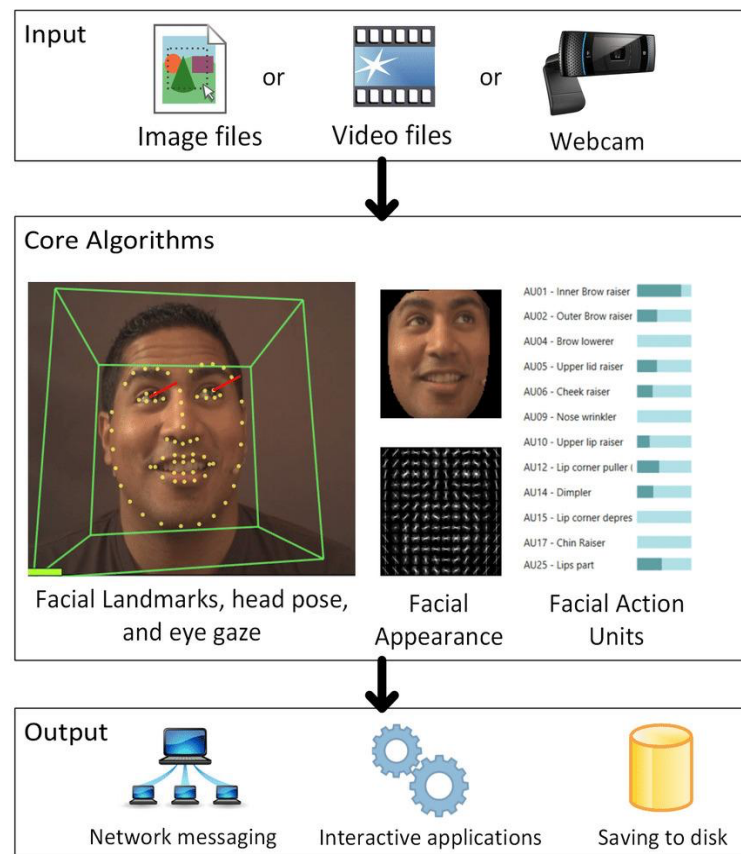 Input
or
or
Image files
Video files
Webcam
Core Algorithms
AU01 - Inner Brow raiser
AU02 - Outer Brow raiser
AU04 - Brow lowerer
AU05 - Upper lid raiser
AU06 - Cheek raiser
AU09 - Nose wrinkler
AU10 - Upper lip raiser
AU12 - Lip corner puller (
AU14 - Dimpler
AU15 - Lip corner depres
AU17 - Chin Raiser
AU25 - Lips part
Facial Landmarks, head pose,
and eye gaze
Facial
Appearance
Facial Action
Units
Output
Network messaging
Interactive applications
Saving to disk